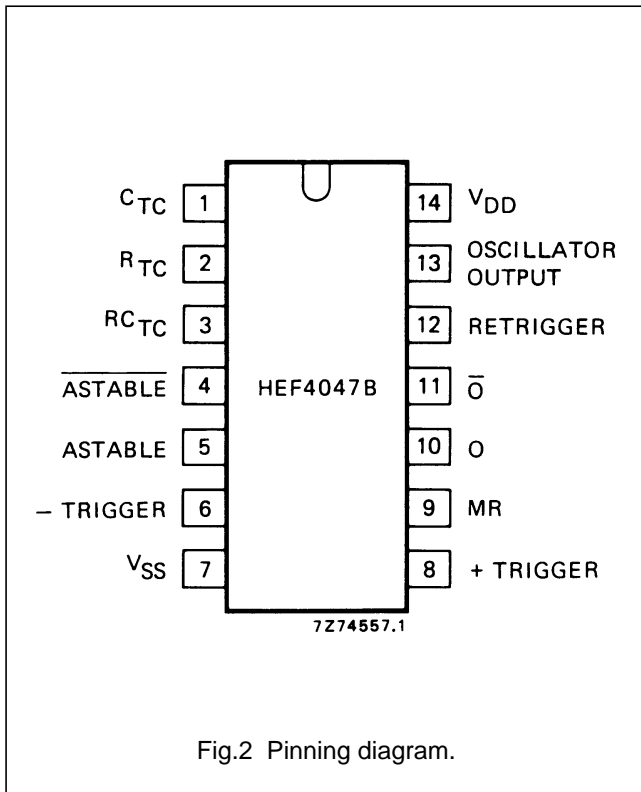 C_TC 1
14 V_DD
R_TC 2
13 OSCILLATOR
OUTPUT
RC_TC 3
12 RETRIGGER
A̅S̅T̅A̅B̅L̅E̅ 4
HEF4047B
11 O̅
ASTABLE 5
10 O
– TRIGGER 6
9 MR
V_SS 7
8 + TRIGGER
7Z74557.1
Fig.2 Pinning diagram.